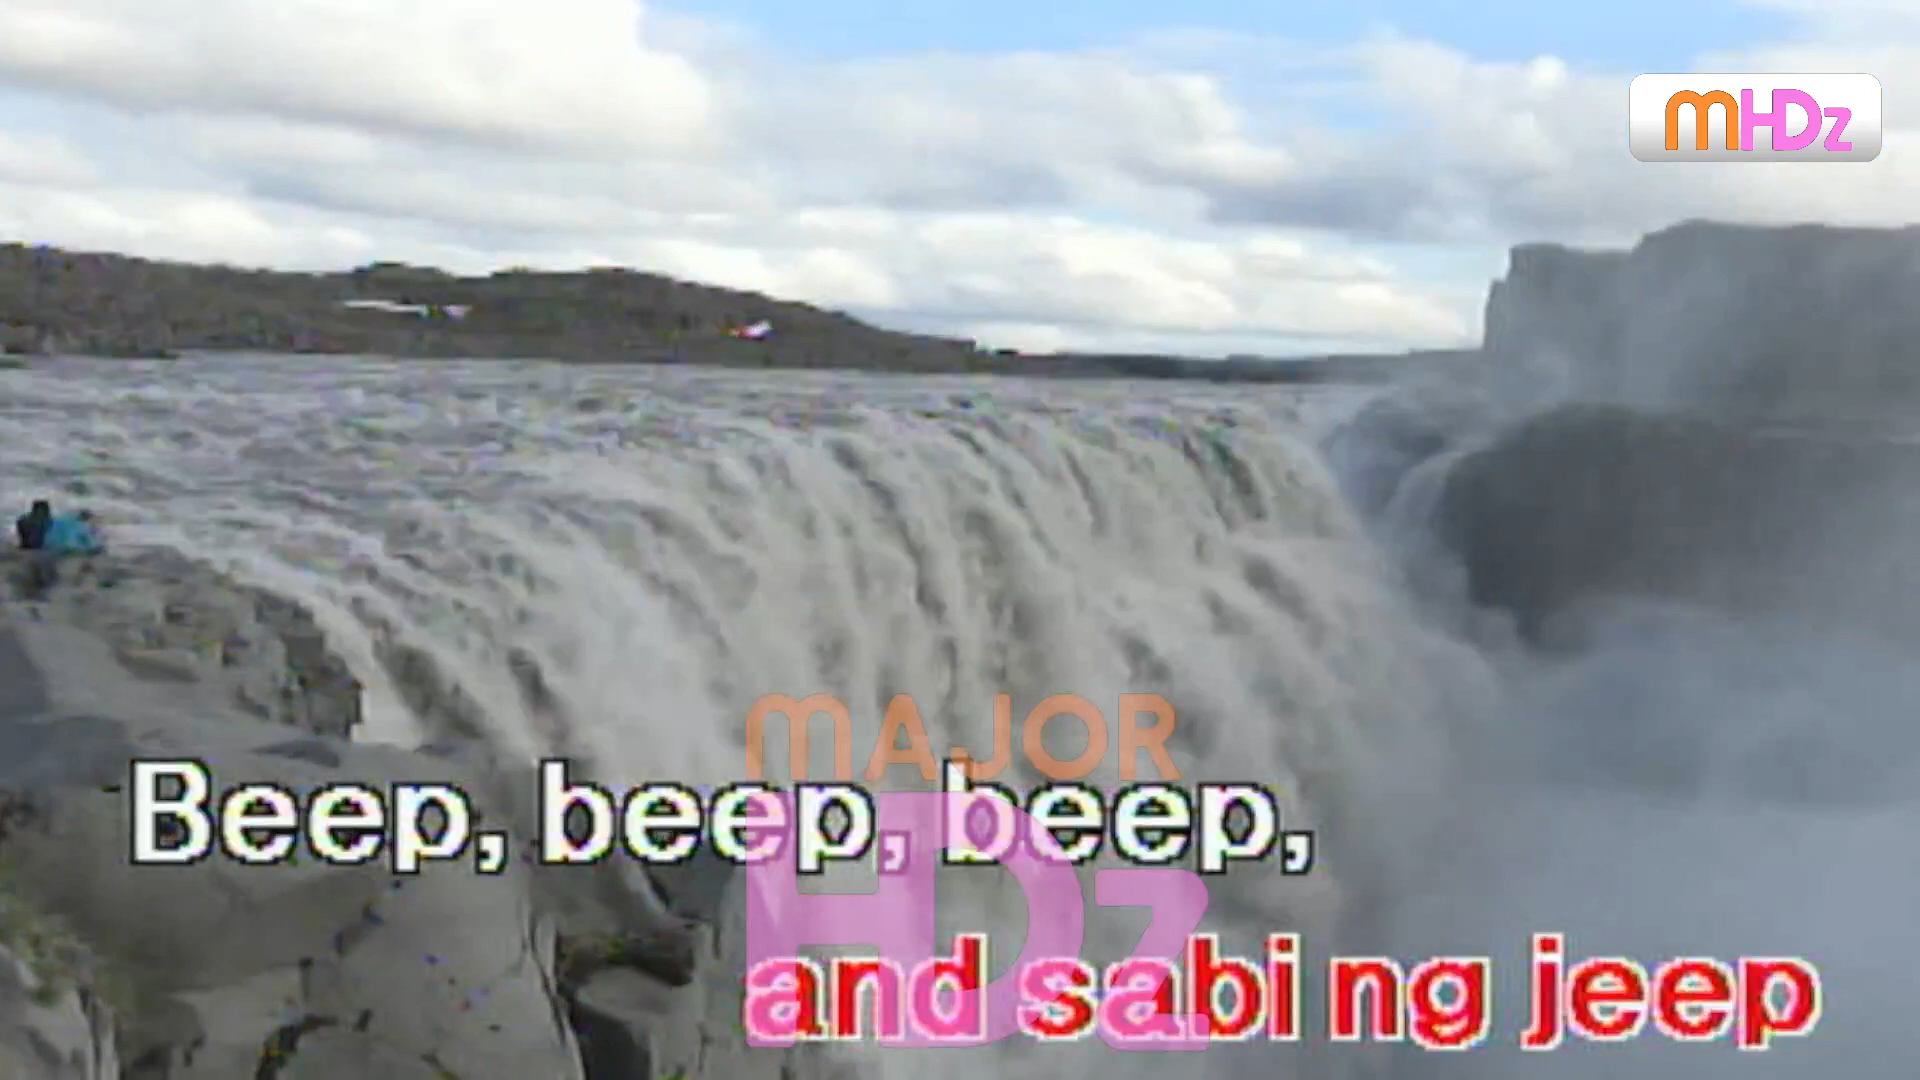 mHDz
MAJOR
HDz
Beep, beep, beep,
and sabi ng jeep